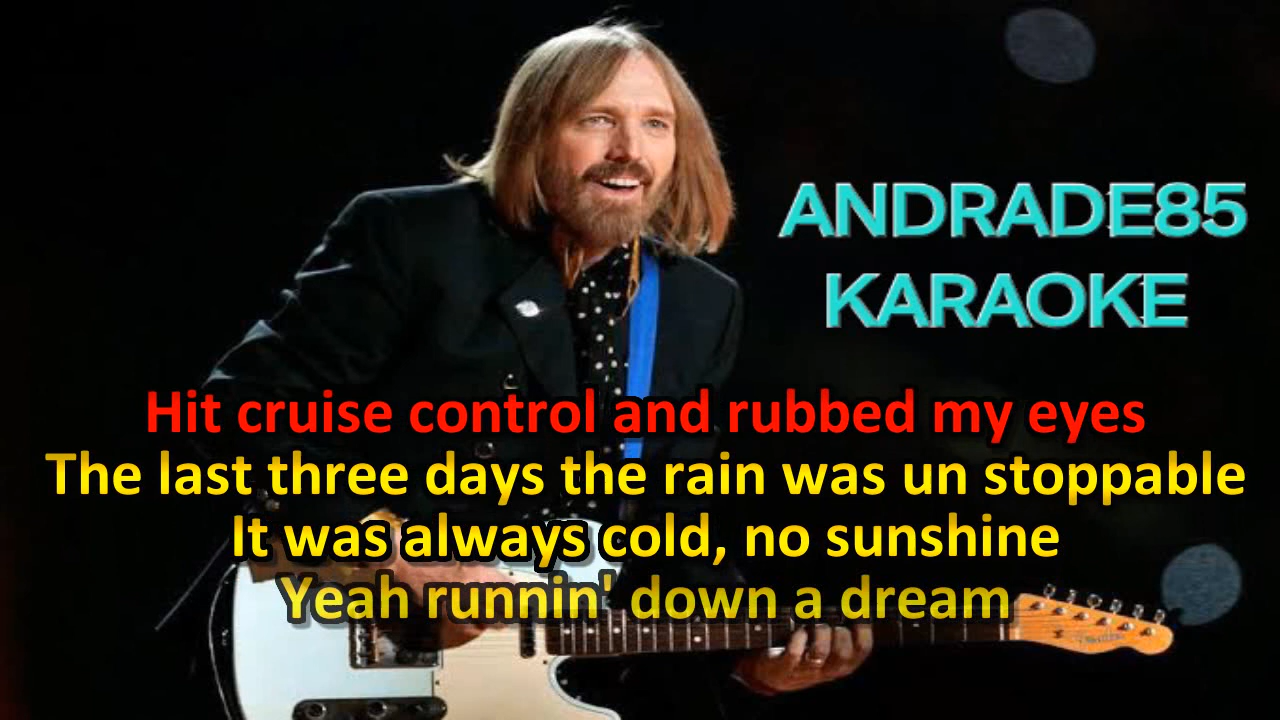 ANDRADE85
KARAOKE
Hit cruise control and rubbed my eyes
The last three days the rain was un stoppable
It was always cold, no sunshine
Yeah runnin' down a dream